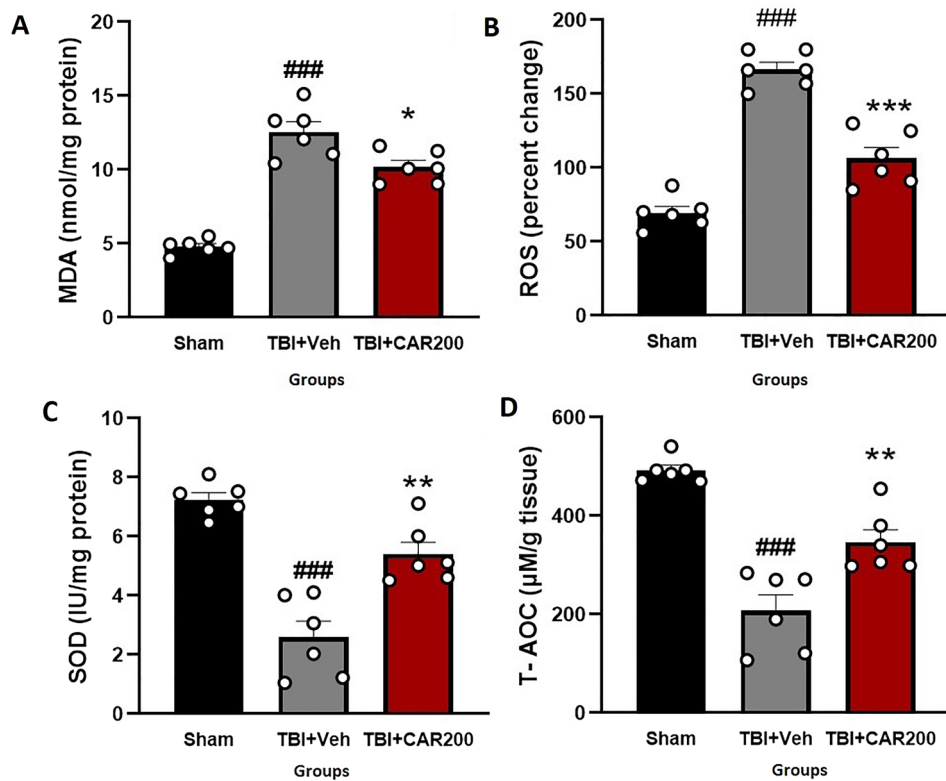 A
MDA (nmol/mg protein)
20
15
10
5
0
###
*
Sham TBI+Veh TBI+CAR200
Groups
B
ROS (percent change)
200
150
100
50
0
###
***
Sham TBI+Veh TBI+CAR200
Groups
C
SOD (IU/mg protein)
10
8
6
4
2
0
###
**
Sham TBI+Veh TBI+CAR200
Groups
D
T- AOC (µM/g tissue)
600
400
200
0
###
**
Sham TBI+Veh TBI+CAR200
Groups